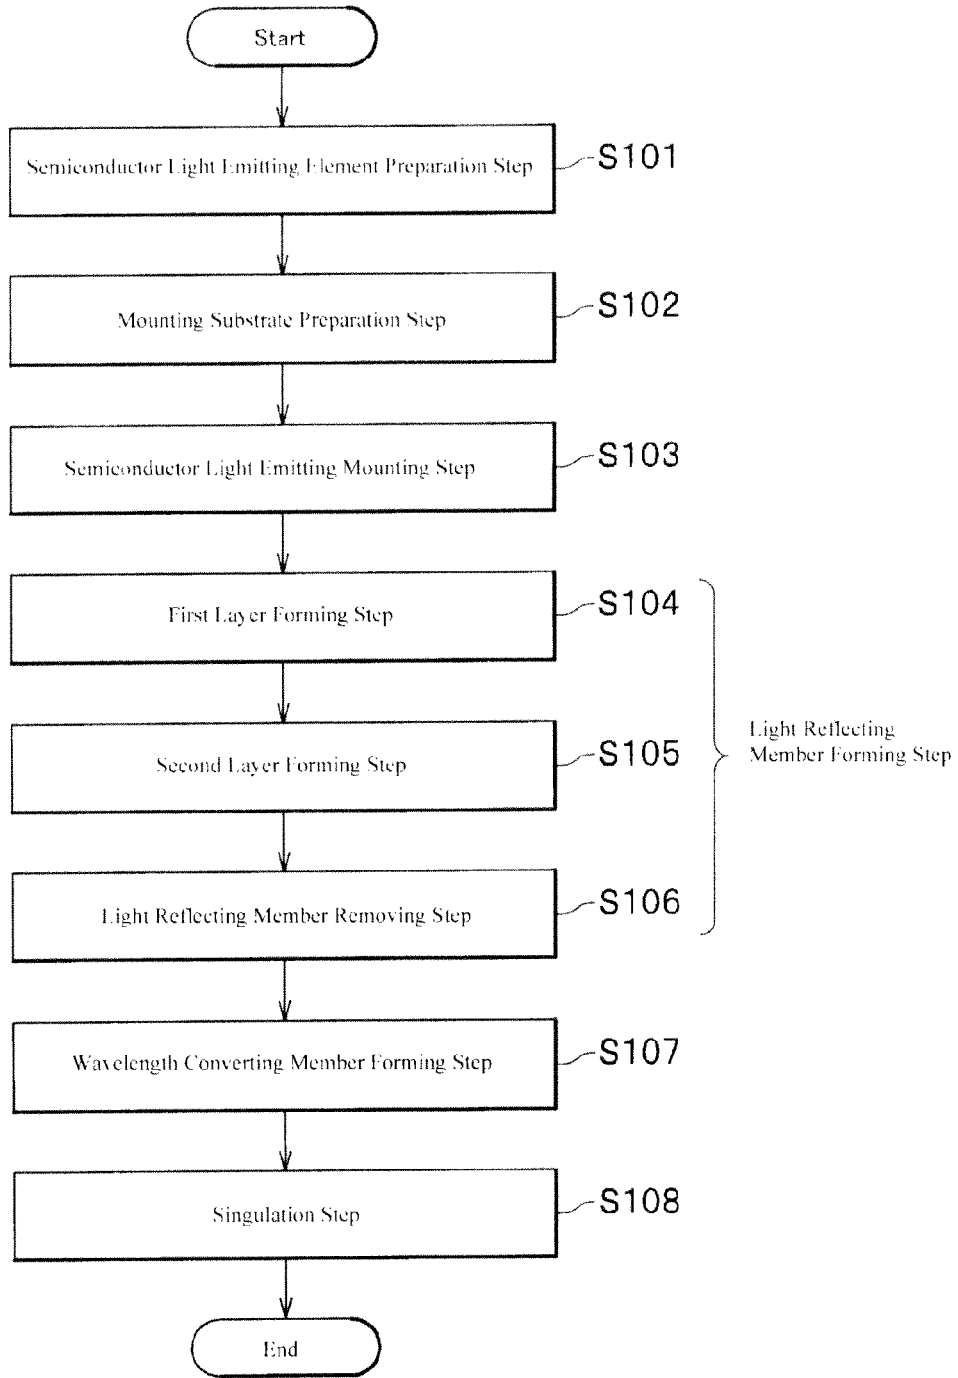 Start
Semiconductor Light Emitting Element Preparation Step
S101
Mounting Substrate Preparation Step
S102
Semiconductor Light Emitting Mounting Step
S103
First Layer Forming Step
S104
Second Layer Forming Step
S105
Light Reflecting
Member Forming Step
Light Reflecting Member Removing Step
S106
Wavelength Converting Member Forming Step
S107
Singulation Step
S108
End